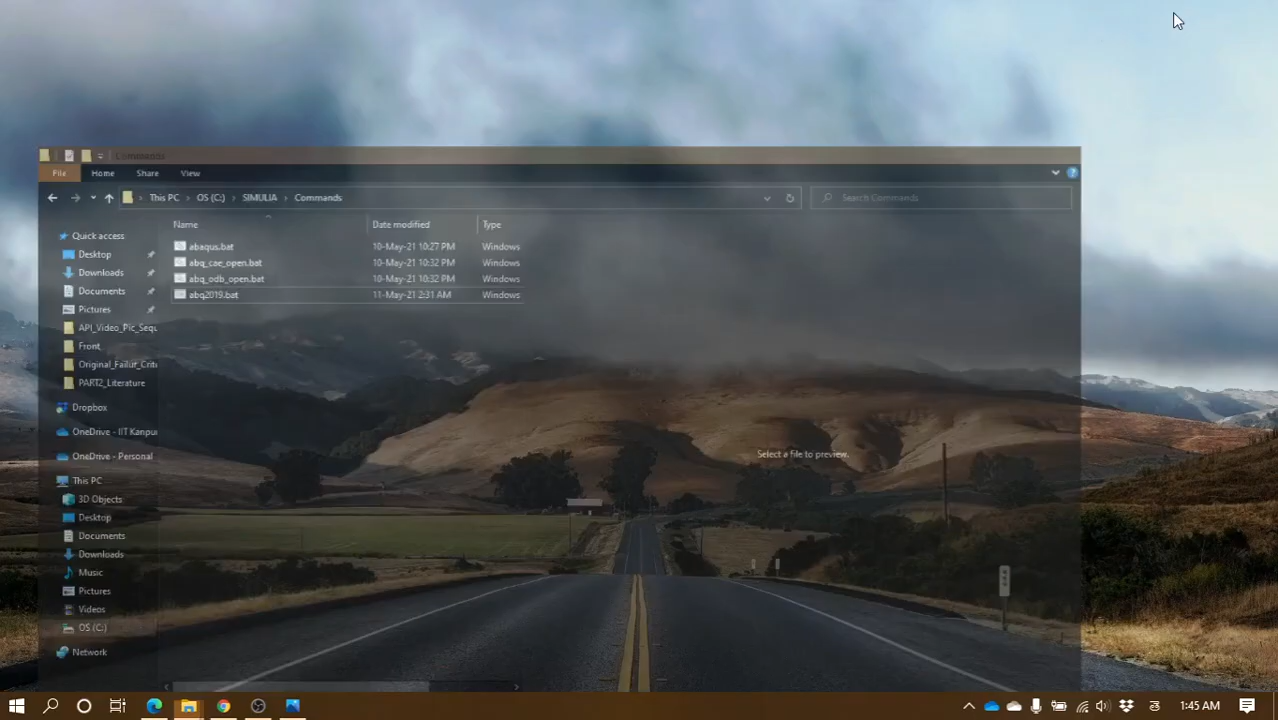 Commands
File Home Share View
This PC OS (C:) SIMULIA Commands
Search Commands
Name Date modified Type
abaqus.bat 10-May-21 10:27 PM Windows
abq_cae_open.bat 10-May-21 10:32 PM Windows
abq_odb_open.bat 10-May-21 10:32 PM Windows
abq2019.bat 11-May-21 2:31 AM Windows
Quick access
Desktop
Downloads
Documents
Pictures
API_Video_Pic_Sequ
Front
Original_Failur_Crite
PART2_Literature
Dropbox
OneDrive - IIT Kanpur
OneDrive - Personal
This PC
3D Objects
Desktop
Documents
Downloads
Music
Pictures
Videos
OS (C:)
Network
Select a file to preview.
1:45 AM